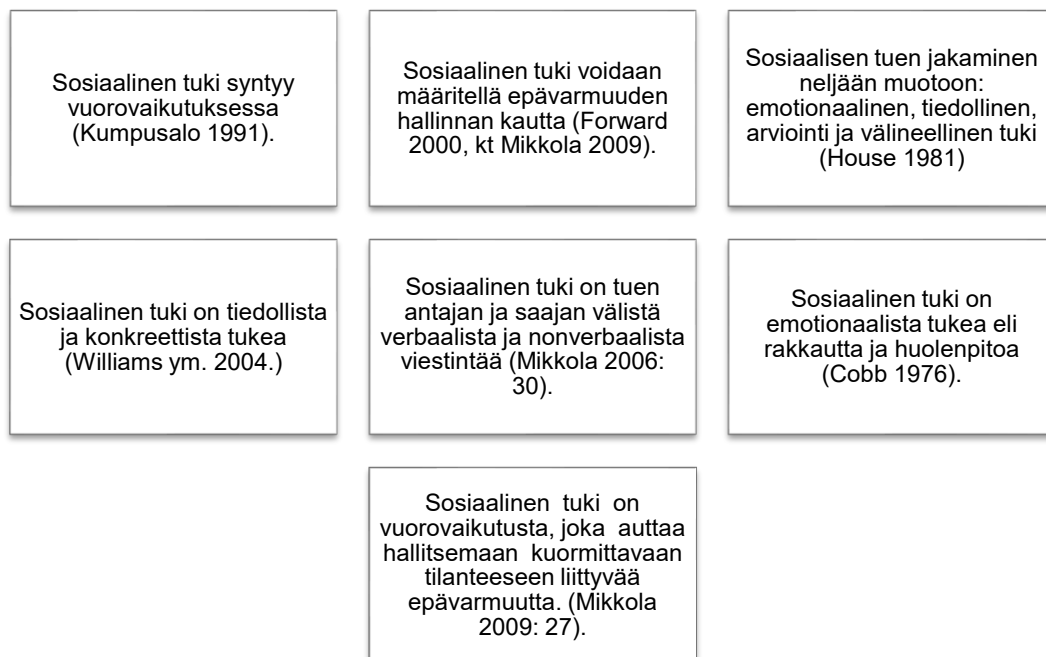 Sosiaalinen tuki syntyy
vuorovaikutuksessa
(Kumpusalo 1991).
Sosiaalinen tuki voidaan
määritellä epävarmuuden
hallinnan kautta (Forward
2000, kt Mikkola 2009).
Sosiaalisen tuen jakaminen
neljään muotoon:
emotionaalinen, tiedollinen,
arviointi ja välineellinen tuki
(House 1981)
Sosiaalinen tuki on tiedollista
ja konkreettista tukea
(Williams ym. 2004.)
Sosiaalinen tuki on tuen
antajan ja saajan välistä
verbaalista ja nonverbaalista
viestintää (Mikkola 2006:
30).
Sosiaalinen tuki on
emotionaalista tukea eli
rakkautta ja huolenpitoa
(Cobb 1976).
Sosiaalinen tuki on
vuorovaikutusta, joka auttaa
hallitsemaan kuormittavaan
tilanteeseen liittyvää
epävarmuutta. (Mikkola
2009: 27).